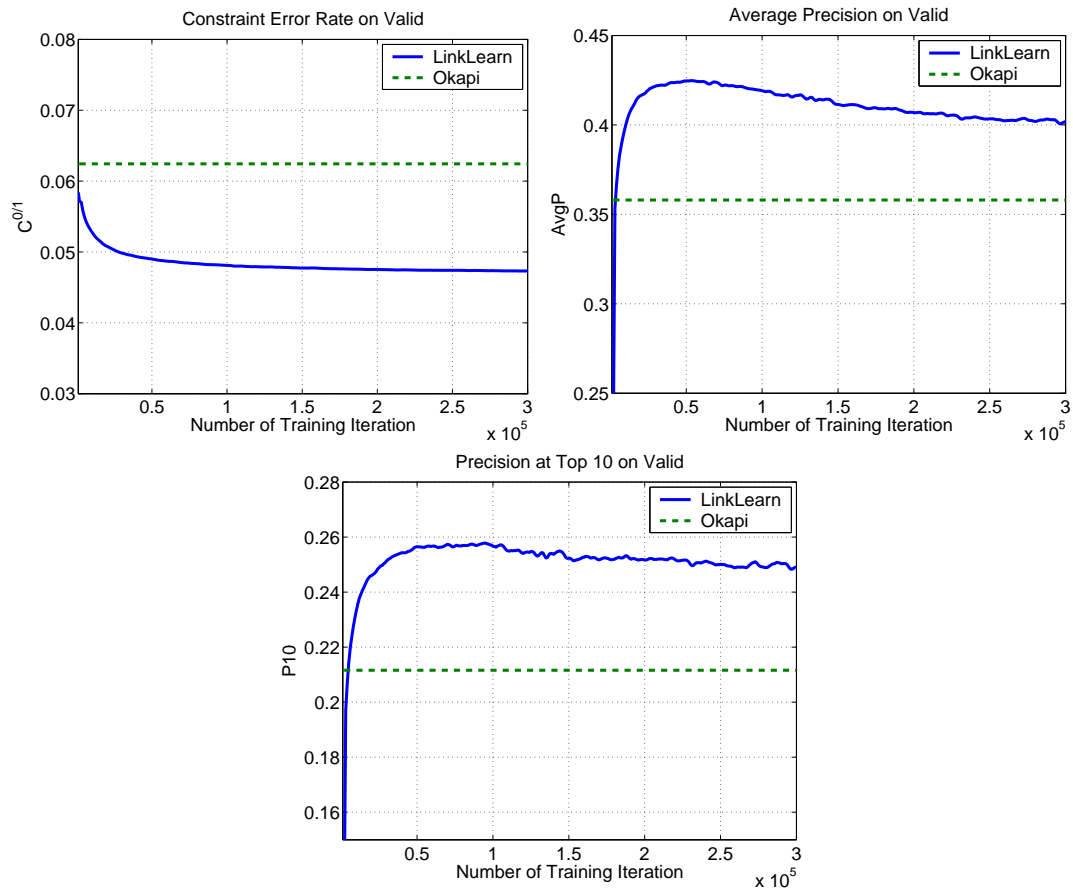 Constraint Error Rate on Valid
0.08
0.07
0.06
0.05
0.04
0.03
C^0/1
LinkLearn
Okapi
0.5 1 1.5 2 2.5 3
Number of Training Iteration
x 10^5
Average Precision on Valid
0.45
0.4
0.35
0.3
0.25
AvgP
LinkLearn
Okapi
0.5 1 1.5 2 2.5 3
Number of Training Iteration
x 10^5
Precision at Top 10 on Valid
0.28
0.26
0.24
0.22
0.2
0.18
0.16
P10
LinkLearn
Okapi
0.5 1 1.5 2 2.5 3
Number of Training Iteration
x 10^5